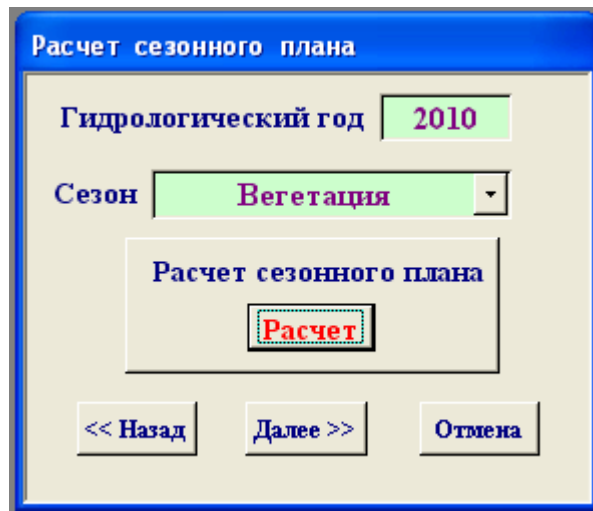 Расчет сезонного плана
Гидрологический год 2010
Сезон Вегетация
Расчет сезонного плана
Расчет
<< Назад Далее >> Отмена